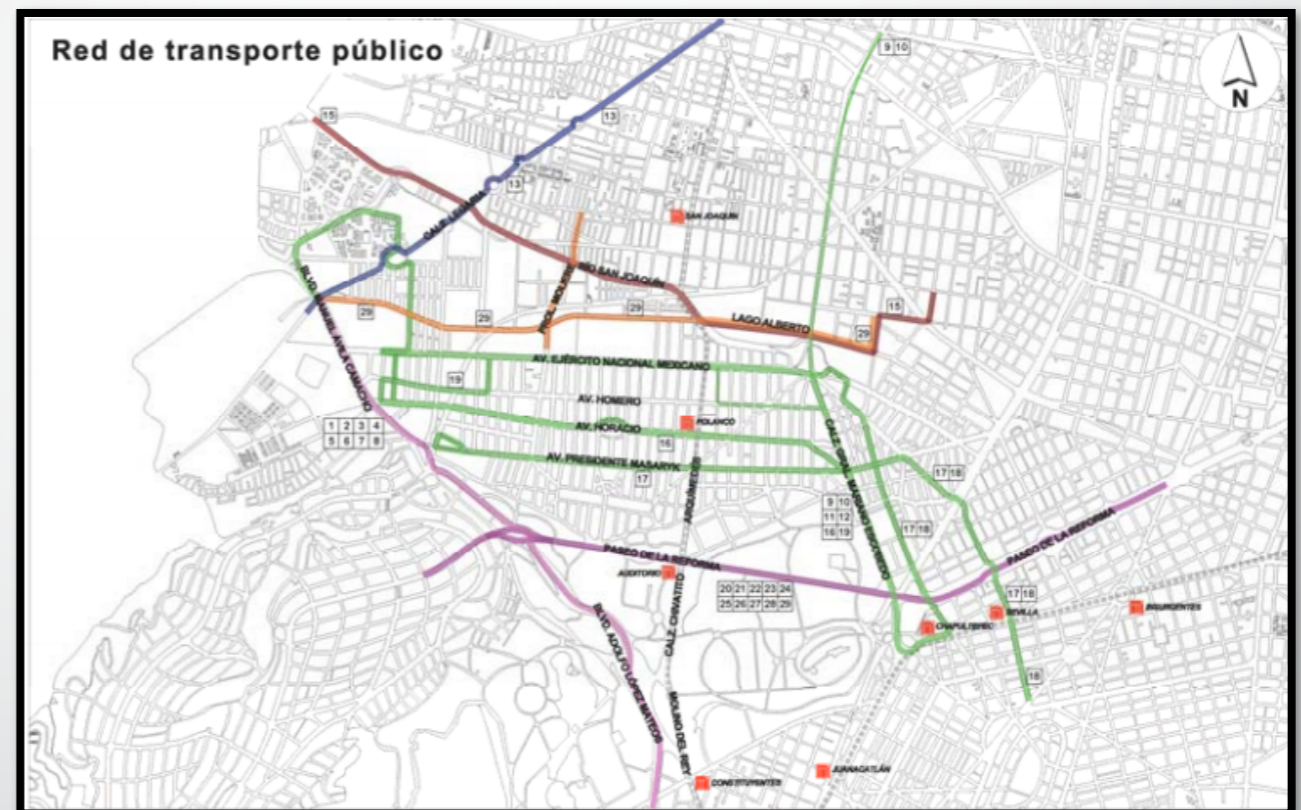 Red de transporte público
9 10
N
15
13
13
CALZ. LEGARIA
SAN JOAQUÍN
BLVD. MANUEL ÁVILA CAMACHO
PROL MOLIERE
RIO SAN JOAQUÍN
29
29
29
LAGO ALBERTO
29
15
AV. EJÉRCITO NACIONAL MEXICANO
19
AV. HOMERO
1 2 3 4
5 6 7 8
AV. HORACIO
16
POLANCO
AV. PRESIDENTE MASARYK
17
ARQUÍMEDES
CALZ. GRAL. MARIANO ESCOBEDO
17 18
9 10
11 12
16 19
17 18
PASEO DE LA REFORMA
PASEO DE LA REFORMA
AUDITORIO
20 21 22 23 24
25 26 27 28 29
17 18
SEVILLA
INSURGENTES
CHAPULTEPEC
BLVD. ADOLFO LÓPEZ MATEOS
CALZ. CHIVATITO
18
MOLINO DEL REY
CONSTITUYENTES
JUANACATLÁN